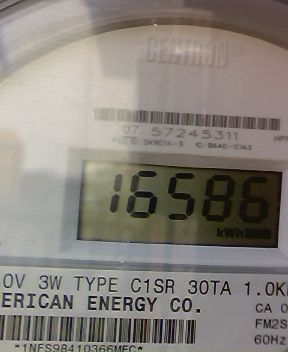 CENTRON
07 57245311
16586
kWh
0V 3W TYPE C1SR 30TA 1.0K
ERICAN ENERGY CO.
CA 0
FM2S
60Hz
*1NFS98410366MEC*